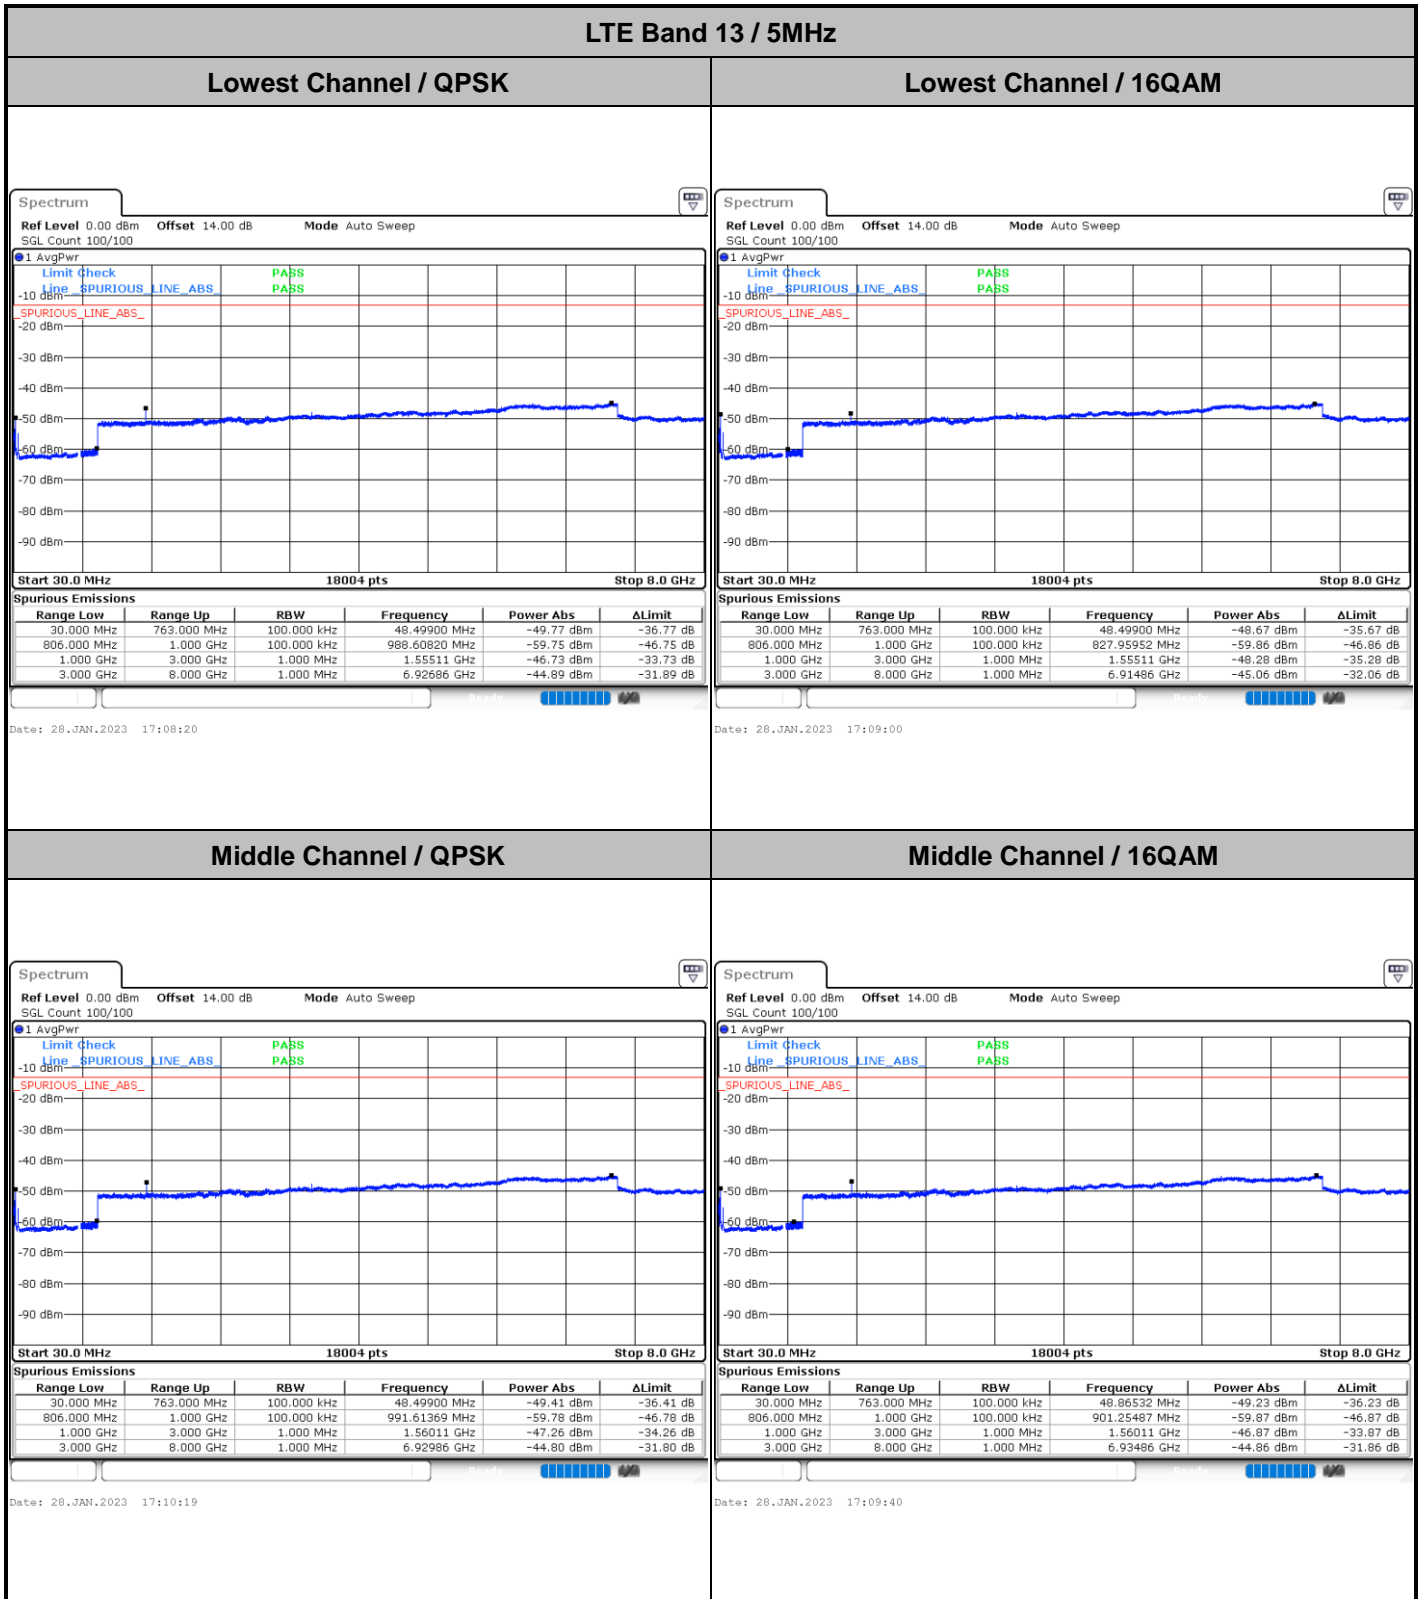 LTE Band 13 / 5MHz
Lowest Channel / QPSK
Lowest Channel / 16QAM
Spectrum
Ref Level 0.00 dBm Offset 14.00 dB Mode Auto Sweep
SGL Count 100/100
1 AvgPwr
Limit Check PASS
Line _SPURIOUS_LINE_ABS_ PASS
-10 dBm
_SPURIOUS_LINE_ABS_
-20 dBm
-30 dBm
-40 dBm
-50 dBm
-60 dBm
-70 dBm
-80 dBm
-90 dBm
Start 30.0 MHz 18004 pts Stop 8.0 GHz
Spurious Emissions
Range Low Range Up RBW Frequency Power Abs ΔLimit
30.000 MHz 763.000 MHz 100.000 kHz 48.49900 MHz -49.77 dBm -36.77 dB
806.000 MHz 1.000 GHz 100.000 kHz 988.60820 MHz -59.75 dBm -46.75 dB
1.000 GHz 3.000 GHz 1.000 MHz 1.55511 GHz -46.73 dBm -33.73 dB
3.000 GHz 8.000 GHz 1.000 MHz 6.92686 GHz -44.89 dBm -31.89 dB
Date: 28.JAN.2023 17:08:20
Spectrum
Ref Level 0.00 dBm Offset 14.00 dB Mode Auto Sweep
SGL Count 100/100
1 AvgPwr
Limit Check PASS
Line _SPURIOUS_LINE_ABS_ PASS
-10 dBm
_SPURIOUS_LINE_ABS_
-20 dBm
-30 dBm
-40 dBm
-50 dBm
-60 dBm
-70 dBm
-80 dBm
-90 dBm
Start 30.0 MHz 18004 pts Stop 8.0 GHz
Spurious Emissions
Range Low Range Up RBW Frequency Power Abs ΔLimit
30.000 MHz 763.000 MHz 100.000 kHz 48.49900 MHz -48.67 dBm -35.67 dB
806.000 MHz 1.000 GHz 100.000 kHz 827.95952 MHz -59.86 dBm -46.86 dB
1.000 GHz 3.000 GHz 1.000 MHz 1.55511 GHz -48.28 dBm -35.28 dB
3.000 GHz 8.000 GHz 1.000 MHz 6.91486 GHz -45.06 dBm -32.06 dB
Date: 28.JAN.2023 17:09:00
Middle Channel / QPSK
Middle Channel / 16QAM
Spectrum
Ref Level 0.00 dBm Offset 14.00 dB Mode Auto Sweep
SGL Count 100/100
1 AvgPwr
Limit Check PASS
Line _SPURIOUS_LINE_ABS_ PASS
-10 dBm
_SPURIOUS_LINE_ABS_
-20 dBm
-30 dBm
-40 dBm
-50 dBm
-60 dBm
-70 dBm
-80 dBm
-90 dBm
Start 30.0 MHz 18004 pts Stop 8.0 GHz
Spurious Emissions
Range Low Range Up RBW Frequency Power Abs ΔLimit
30.000 MHz 763.000 MHz 100.000 kHz 48.49900 MHz -49.41 dBm -36.41 dB
806.000 MHz 1.000 GHz 100.000 kHz 991.61369 MHz -59.78 dBm -46.78 dB
1.000 GHz 3.000 GHz 1.000 MHz 1.56011 GHz -47.26 dBm -34.26 dB
3.000 GHz 8.000 GHz 1.000 MHz 6.92986 GHz -44.80 dBm -31.80 dB
Date: 28.JAN.2023 17:10:19
Spectrum
Ref Level 0.00 dBm Offset 14.00 dB Mode Auto Sweep
SGL Count 100/100
1 AvgPwr
Limit Check PASS
Line _SPURIOUS_LINE_ABS_ PASS
-10 dBm
_SPURIOUS_LINE_ABS_
-20 dBm
-30 dBm
-40 dBm
-50 dBm
-60 dBm
-70 dBm
-80 dBm
-90 dBm
Start 30.0 MHz 18004 pts Stop 8.0 GHz
Spurious Emissions
Range Low Range Up RBW Frequency Power Abs ΔLimit
30.000 MHz 763.000 MHz 100.000 kHz 48.86532 MHz -49.23 dBm -36.23 dB
806.000 MHz 1.000 GHz 100.000 kHz 901.25487 MHz -59.87 dBm -46.87 dB
1.000 GHz 3.000 GHz 1.000 MHz 1.56011 GHz -46.87 dBm -33.87 dB
3.000 GHz 8.000 GHz 1.000 MHz 6.93486 GHz -44.86 dBm -31.86 dB
Date: 28.JAN.2023 17:09:40